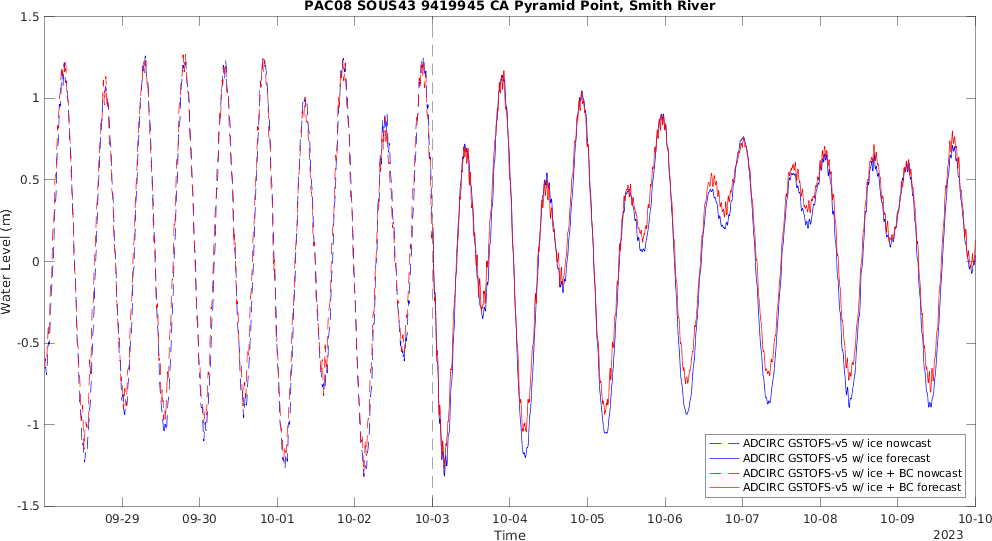 PAC08 SOUS43 9419945 CA Pyramid Point, Smith River
1.5
1
0.5
0
-0.5
-1
-1.5
Water Level (m)
ADCIRC GSTOFS-v5 w/ ice nowcast
ADCIRC GSTOFS-v5 w/ ice forecast
ADCIRC GSTOFS-v5 w/ ice + BC nowcast
ADCIRC GSTOFS-v5 w/ ice + BC forecast
09-29 09-30 10-01 10-02 10-03 10-04 10-05 10-06 10-07 10-08 10-09 10-10
Time
2023